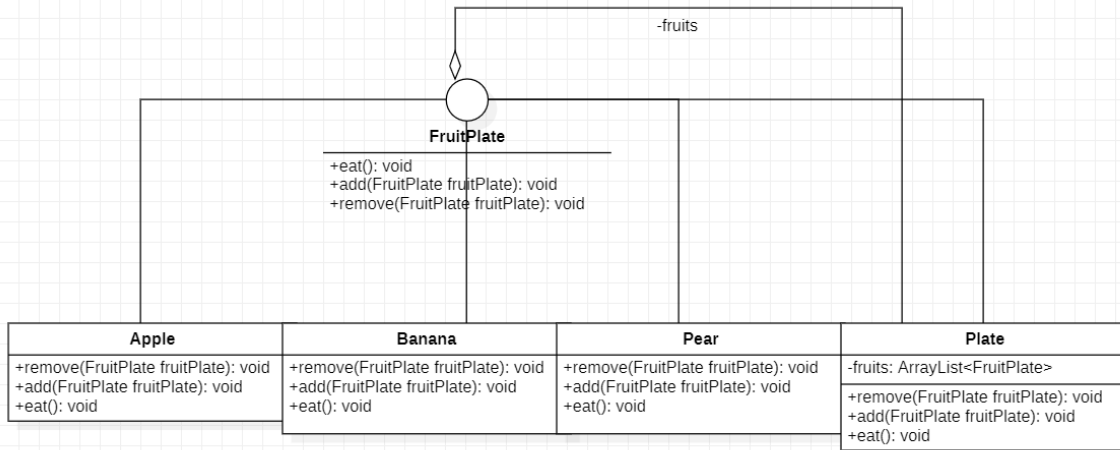 -fruits
FruitPlate
+eat(): void
+add(FruitPlate fruitPlate): void
+remove(FruitPlate fruitPlate): void
Apple
+remove(FruitPlate fruitPlate): void
+add(FruitPlate fruitPlate): void
+eat(): void
Banana
+remove(FruitPlate fruitPlate): void
+add(FruitPlate fruitPlate): void
+eat(): void
Pear
+remove(FruitPlate fruitPlate): void
+add(FruitPlate fruitPlate): void
+eat(): void
Plate
-fruits: ArrayList<FruitPlate>
+remove(FruitPlate fruitPlate): void
+add(FruitPlate fruitPlate): void
+eat(): void